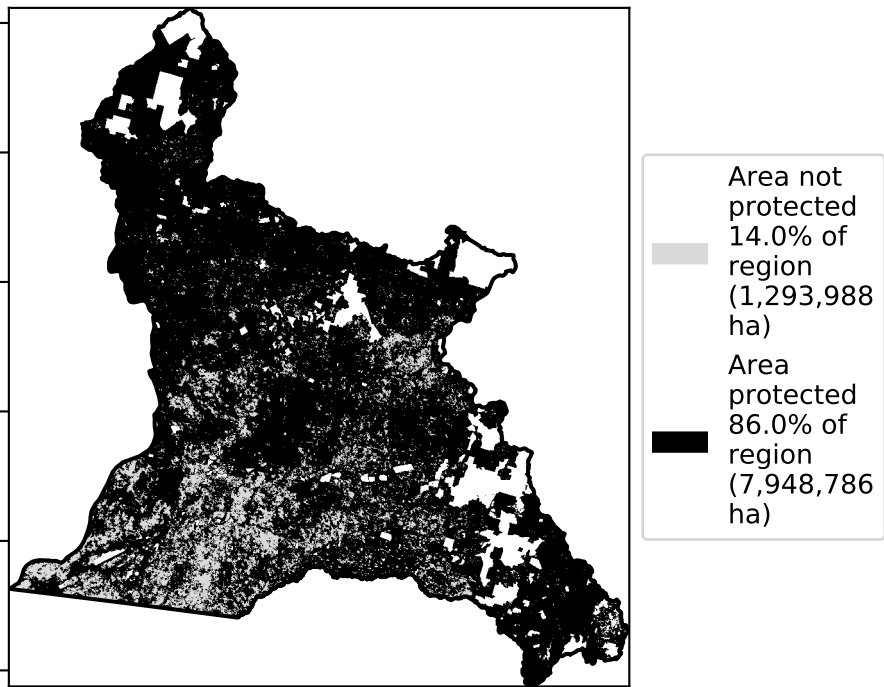 Area not
protected
14.0% of
region
(1,293,988
ha)
Area
protected
86.0% of
region
(7,948,786
ha)